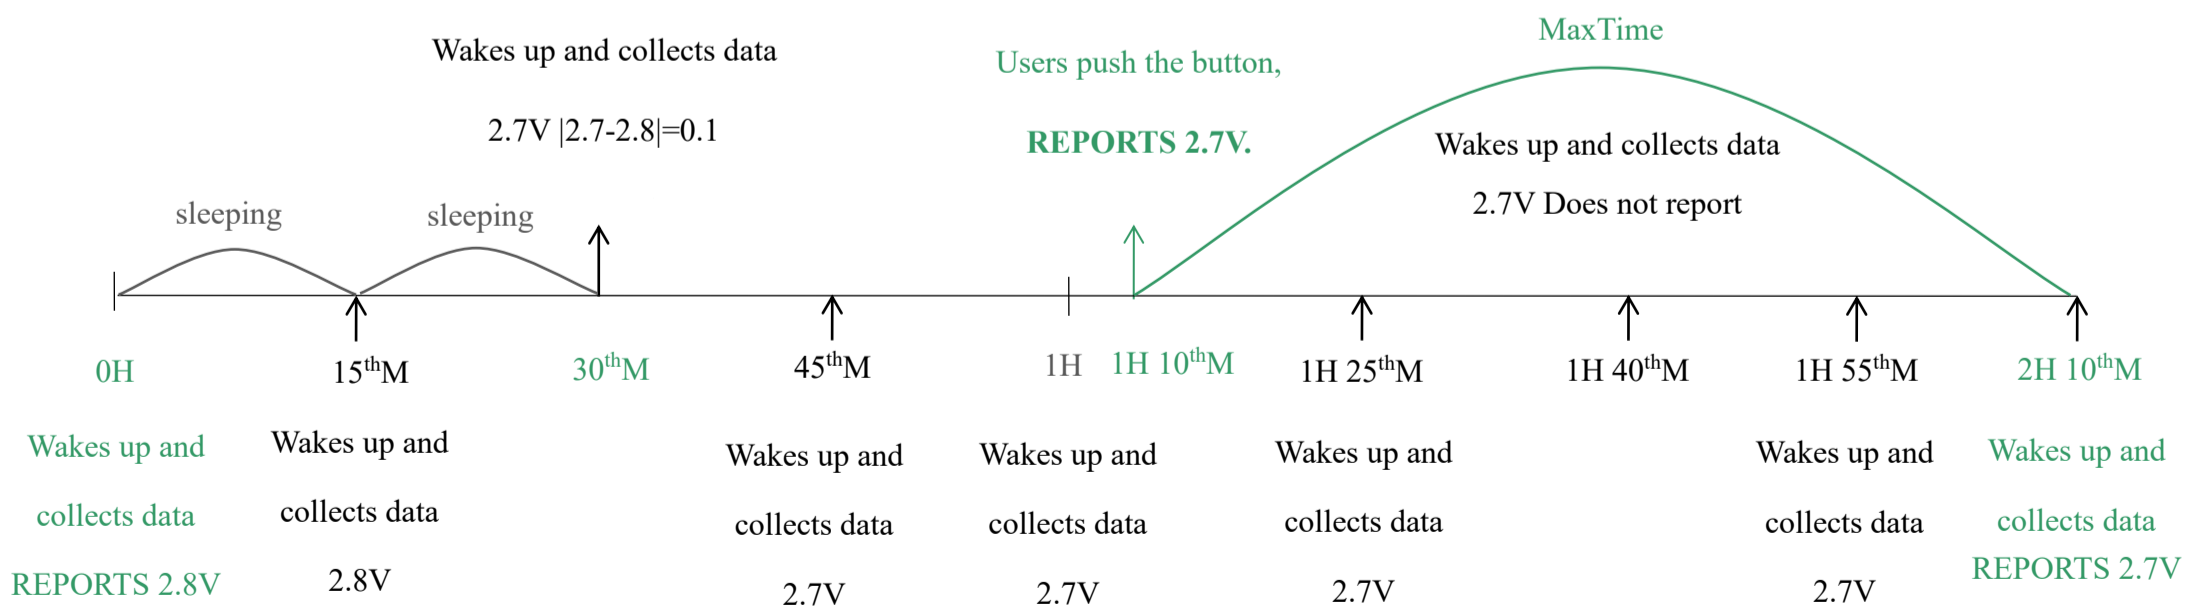 MaxTime
Wakes up and collects data
2.7V |2.7-2.8|=0.1
Users push the button,
REPORTS 2.7V.
Wakes up and collects data
2.7V Does not report
sleeping
sleeping
0H
15thM
30thM
45thM
1H
1H 10thM
1H 25thM
1H 40thM
1H 55thM
2H 10thM
Wakes up and
collects data
REPORTS 2.8V
Wakes up and
collects data
2.8V
Wakes up and
collects data
2.7V
Wakes up and
collects data
2.7V
Wakes up and
collects data
2.7V
Wakes up and
collects data
2.7V
Wakes up and
collects data
REPORTS 2.7V